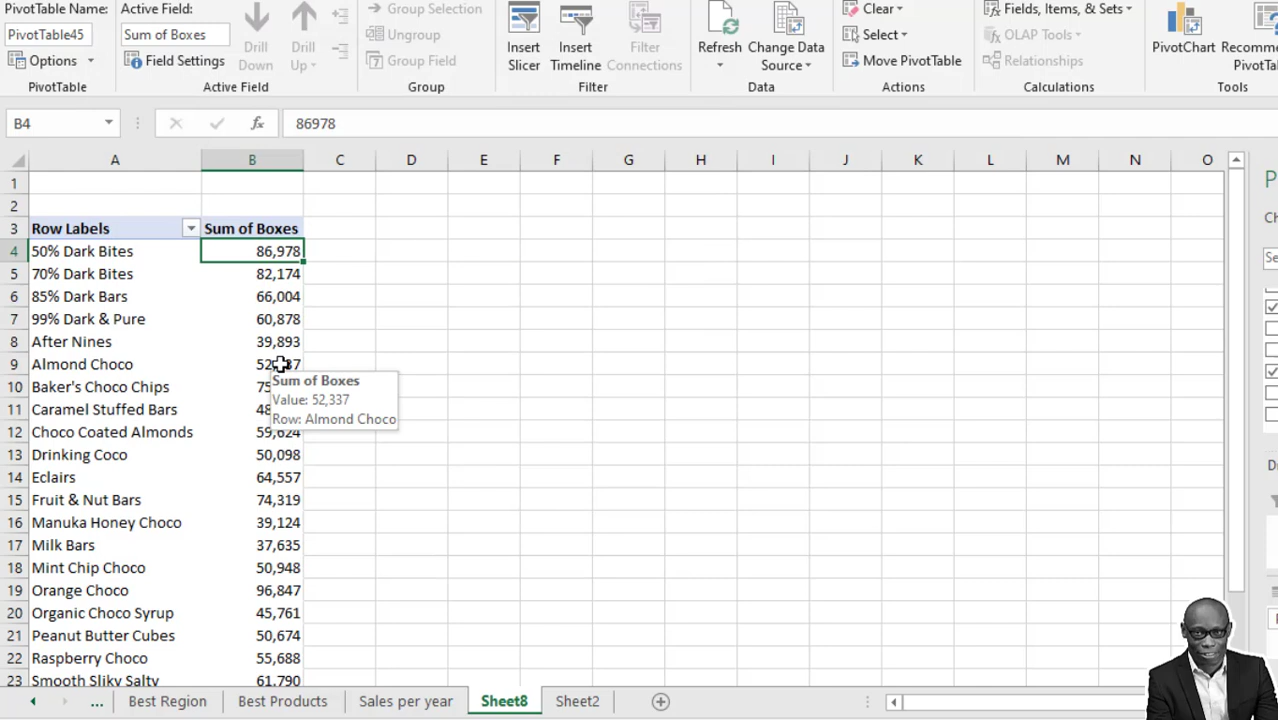 PivotTable Name:
PivotTable45
Options
PivotTable
Active Field:
Sum of Boxes
Field Settings
Drill
Down
Drill
Up
Active Field
Group Selection
Ungroup
Group Field
Group
Insert
Slicer
Insert
Timeline
Filter
Connections
Filter
Refresh
Change Data
Source
Data
Clear
Select
Move PivotTable
Actions
Fields, Items, & Sets
OLAP Tools
Relationships
Calculations
PivotChart
Tools
B4
fx
86978
A B C D E F G H I J K L M N O
1
2
3 Row Labels Sum of Boxes
4 50% Dark Bites 86,978
5 70% Dark Bites 82,174
6 85% Dark Bars 66,004
7 99% Dark & Pure 60,878
8 After Nines 39,893
9 Almond Choco
10 Baker's Choco Chips
11 Caramel Stuffed Bars
12 Choco Coated Almonds 59,624
Sum of Boxes
Value: 52,337
Row: Almond Choco
13 Drinking Coco 50,098
14 Eclairs 64,557
15 Fruit & Nut Bars 74,319
16 Manuka Honey Choco 39,124
17 Milk Bars 37,635
18 Mint Chip Choco 50,948
19 Orange Choco 96,847
20 Organic Choco Syrup 45,761
21 Peanut Butter Cubes 50,674
22 Raspberry Choco 55,688
23 Smooth Sliky Salty 61,790
... Best Region Best Products Sales per year Sheet8 Sheet2